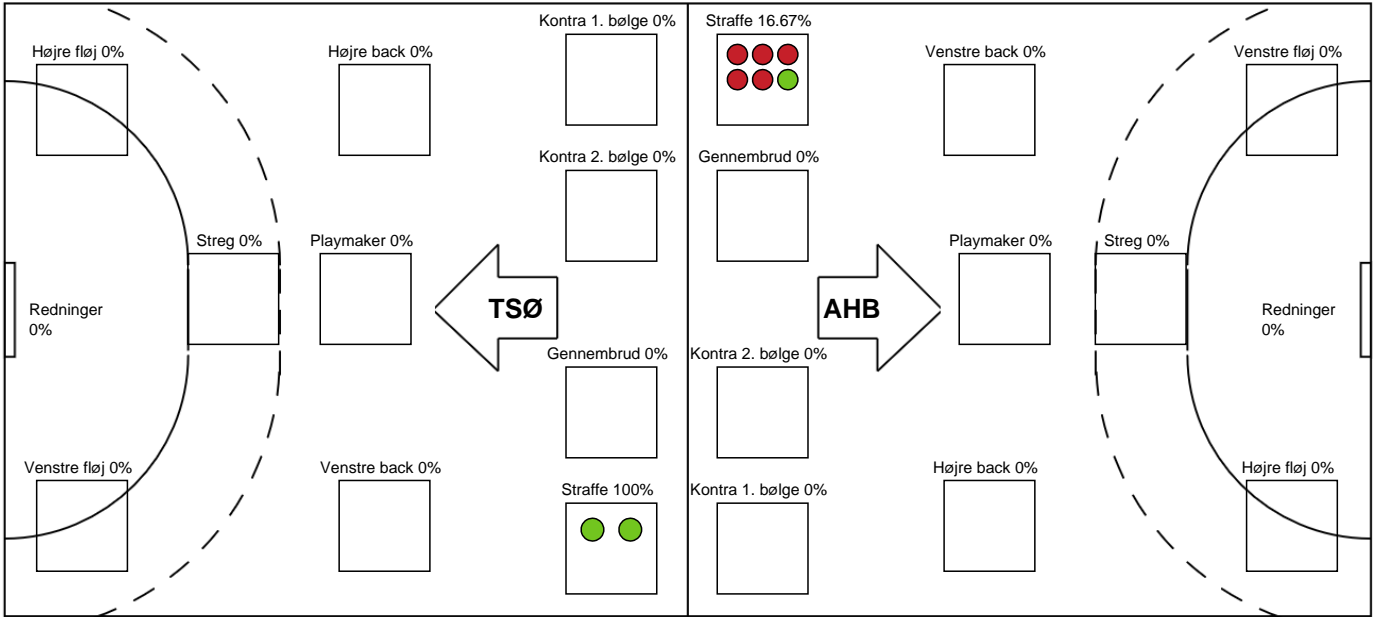 Kontra 1. bølge 0%
Straffe 16.67%
Højre fløj 0%
Højre back 0%
Venstre back 0%
Venstre fløj 0%
Kontra 2. bølge 0%
Gennembrud 0%
Streg 0%
Playmaker 0%
Playmaker 0%
Streg 0%
Redninger
0%
TSØ
AHB
Redninger
0%
Gennembrud 0%
Kontra 2. bølge 0%
Venstre fløj 0%
Venstre back 0%
Højre back 0%
Højre fløj 0%
Straffe 100%
Kontra 1. bølge 0%